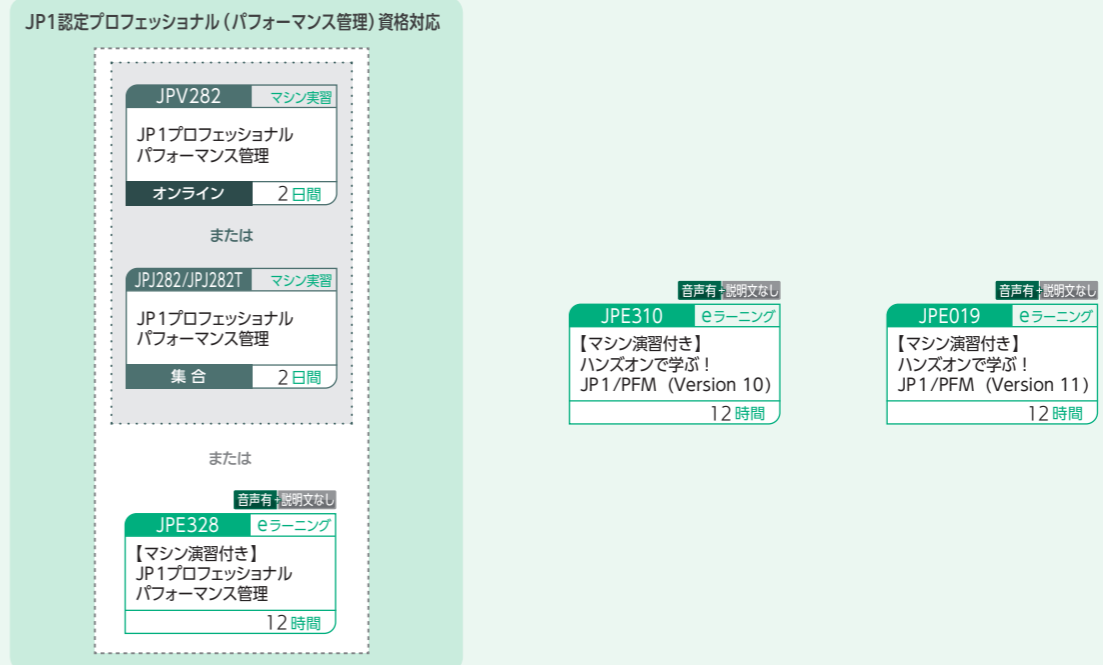 JP1認定プロフェッショナル(パフォーマンス管理)資格対応
JPV282 マシン実習
JP1プロフェッショナル
パフォーマンス管理
オンライン 2日間
または
JPJ282/JPJ282T マシン実習
JP1プロフェッショナル
パフォーマンス管理
集合 2日間
または
音声有・説明文なし
JPE328 eラーニング
【マシン演習付き】
JP1プロフェッショナル
パフォーマンス管理
12時間
音声有・説明文なし
JPE310 eラーニング
【マシン演習付き】
ハンズオンで学ぶ!
JP1/PFM(Version 10)
12時間
音声有・説明文なし
JPE019 eラーニング
【マシン演習付き】
ハンズオンで学ぶ!
JP1/PFM(Version 11)
12時間